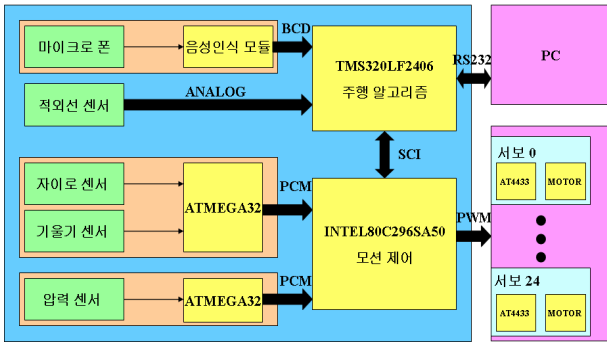 마이크로 폰
음성인식 모듈
BCD
TMS320LF2406
주행 알고리즘
RS232
PC
적외선 센서
ANALOG
SCI
자이로 센서
기울기 센서
ATMEGA32
PCM
INTEL80C296SA50
모션 제어
PWM
서보 0
AT4433
MOTOR
압력 센서
ATMEGA32
PCM
서보 24
AT4433
MOTOR